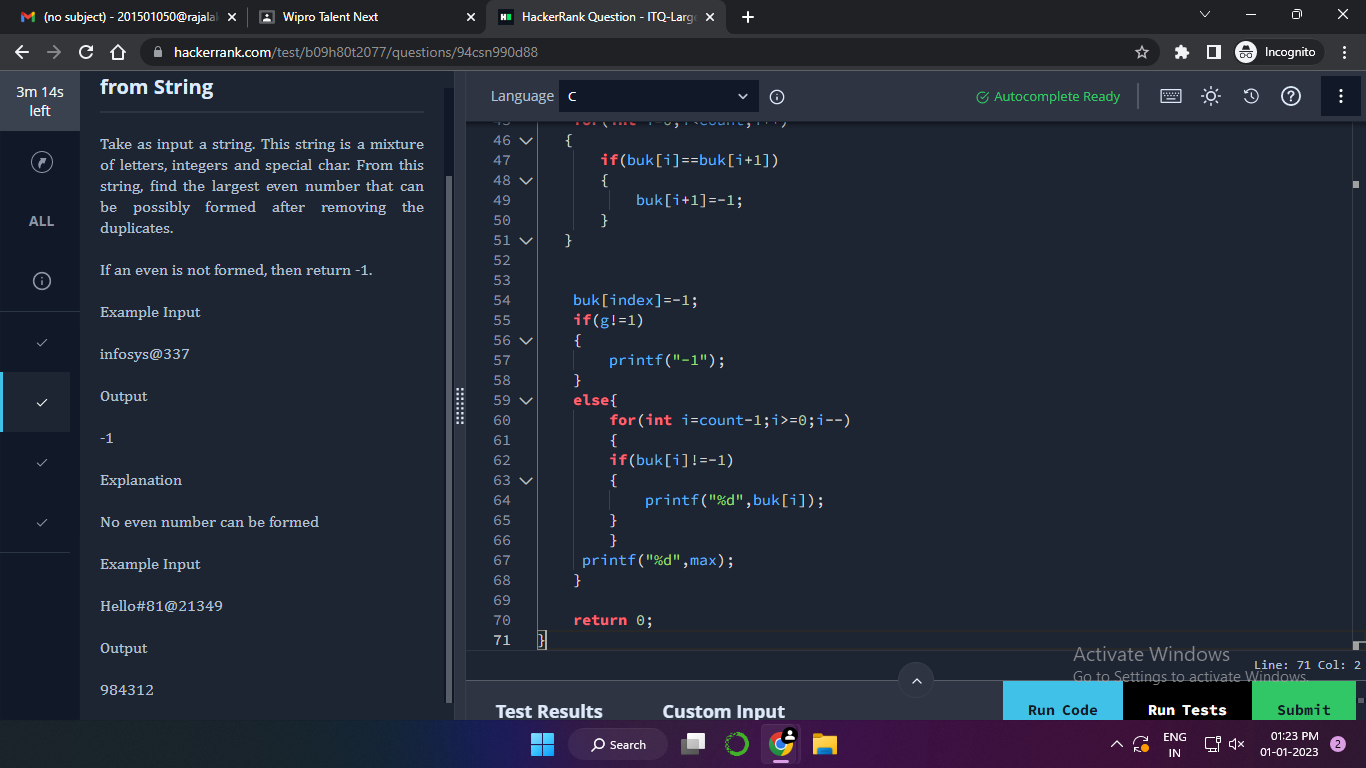 (no subject) - 201501050@rajala
Wipro Talent Next
HackerRank Question - ITQ-Larg
hackerrank.com/test/b09h80t2077/questions/94csn990d88
Incognito
3m 14s
left
ALL
from String
Take as input a string. This string is a mixture
of letters, integers and special char. From this
string, find the largest even number that can
be possibly formed after removing the
duplicates.
If an even is not formed, then return -1.
Example Input
infosys@337
Output
-1
Explanation
No even number can be formed
Example Input
Hello#81@21349
Output
984312
Language
C
Autocomplete Ready
46 {
47 if(buk[i]==buk[i+1])
48 {
49 buk[i+1]=-1;
50 }
51 }
52
53
54 buk[index]=-1;
55 if(g!=1)
56 {
57 printf("-1");
58 }
59 else{
60 for(int i=count-1;i>=0;i--)
61 {
62 if(buk[i]!=-1)
63 {
64 printf("%d",buk[i]);
65 }
66 }
67 printf("%d",max);
68 }
69
70 return 0;
71 }
Activate Windows
Go to Settings to activate Windows.
Line: 71 Col: 2
Test Results
Custom Input
Run Code
Run Tests
Submit
Search
ENG
IN
01:23 PM
01-01-2023
2